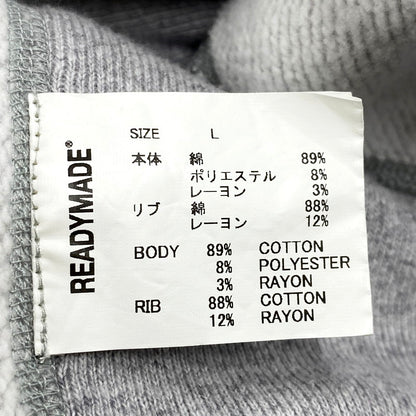 READYMADE®
SIZE L
本体 綿 89%
ポリエステル 8%
レーヨン 3%
リブ 綿 88%
レーヨン 12%
BODY 89% COTTON
8% POLYESTER
3% RAYON
RIB 88% COTTON
12% RAYON